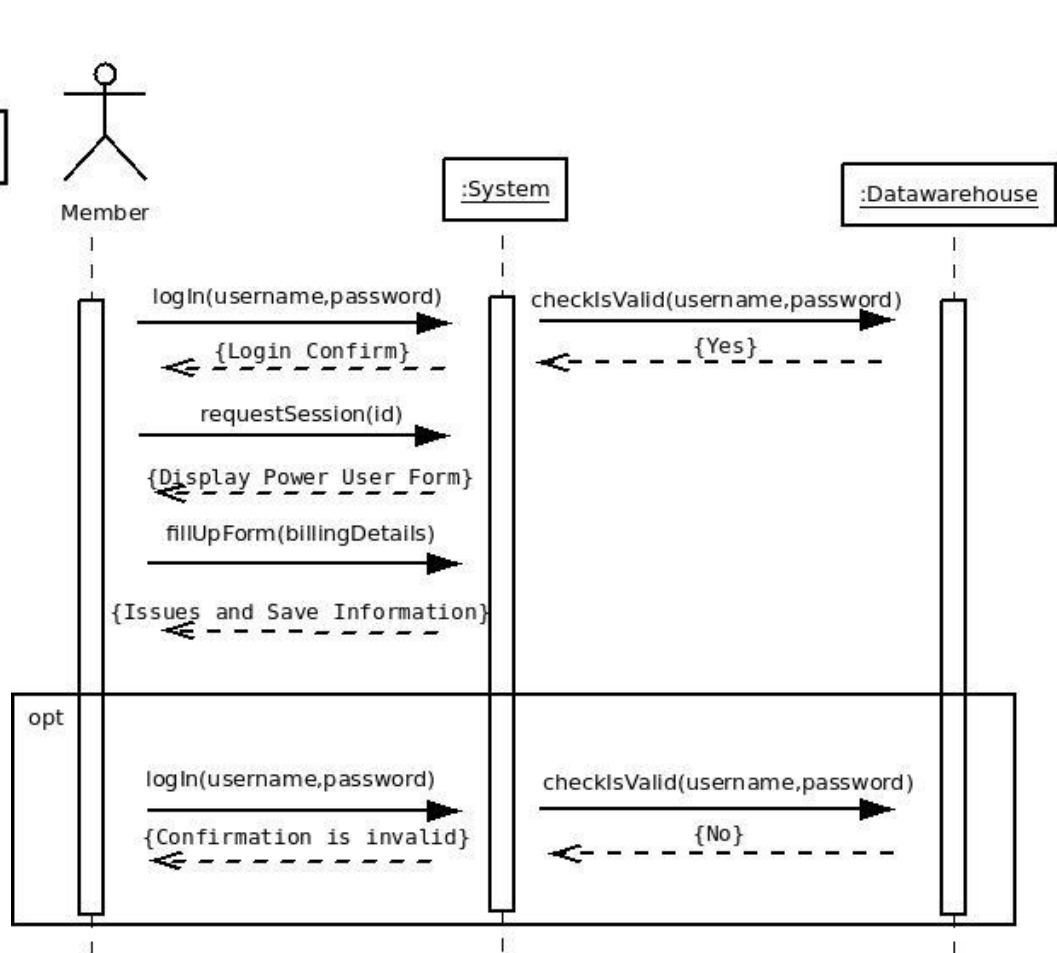 Member
:System
:Datawarehouse
logIn(username,password)
checkIsValid(username,password)
{Login Confirm}
{Yes}
requestSession(id)
{Display Power User Form}
fillUpForm(billingDetails)
{Issues and Save Information}
opt
logIn(username,password)
checkIsValid(username,password)
{Confirmation is invalid}
{No}